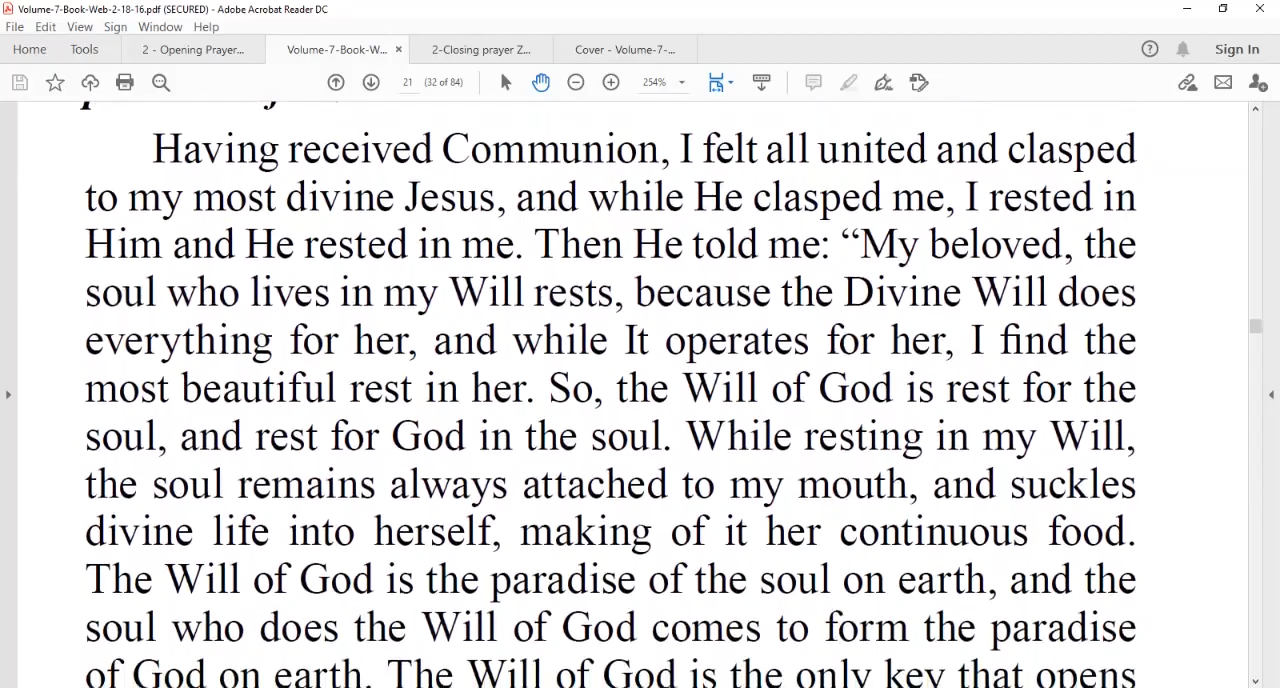 Volume-7-Book-Web-2-18-16.pdf (SECURED) - Adobe Acrobat Reader DC
File Edit View Sign Window Help
Home Tools 2 - Opening Prayer... Volume-7-Book-W... × 2-Closing prayer Z... Cover - Volume-7-... Sign In
21 (32 of 84) 254%
Having received Communion, I felt all united and clasped
to my most divine Jesus, and while He clasped me, I rested in
Him and He rested in me. Then He told me: “My beloved, the
soul who lives in my Will rests, because the Divine Will does
everything for her, and while It operates for her, I find the
most beautiful rest in her. So, the Will of God is rest for the
soul, and rest for God in the soul. While resting in my Will,
the soul remains always attached to my mouth, and suckles
divine life into herself, making of it her continuous food.
The Will of God is the paradise of the soul on earth, and the
soul who does the Will of God comes to form the paradise
of God on earth. The Will of God is the only key that opens